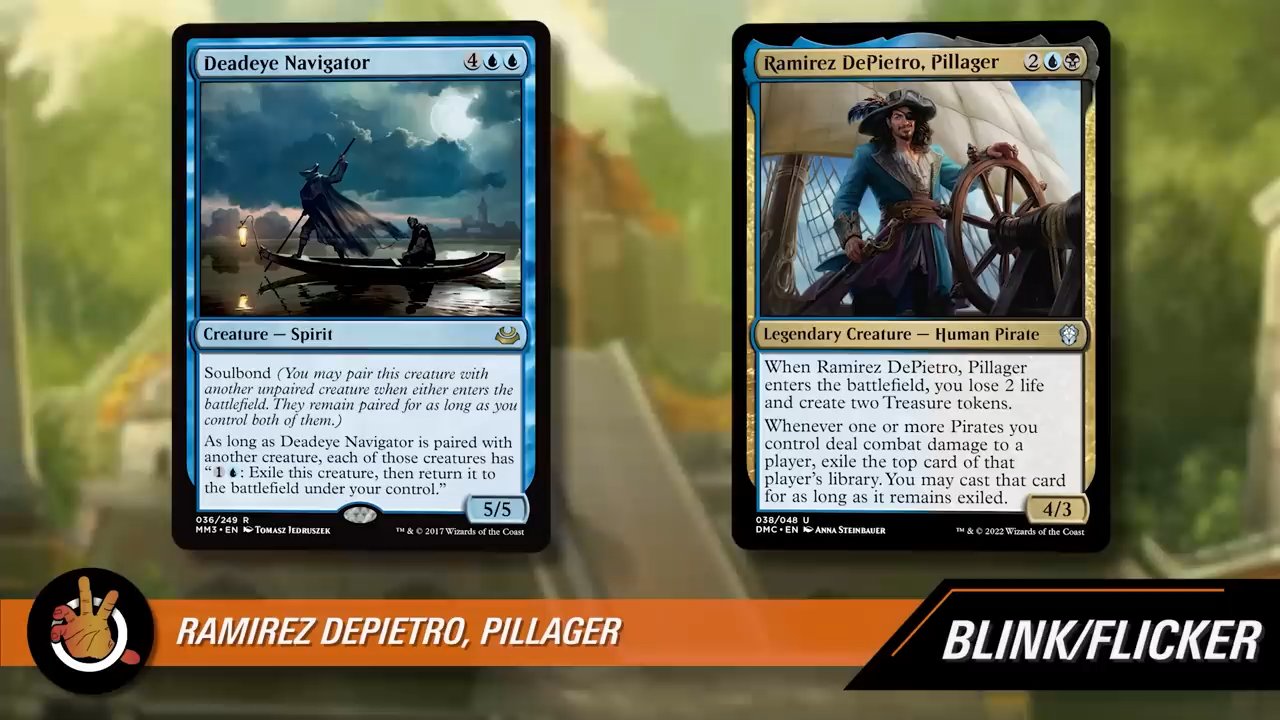 Deadeye Navigator 4
Creature — Spirit
Soulbond (You may pair this creature with
another unpaired creature when either enters the
battlefield. They remain paired for as long as you
control both of them.)
As long as Deadeye Navigator is paired with
another creature, each of those creatures has
“1: Exile this creature, then return it to
the battlefield under your control.”
5/5
036/249 R
MM3 • EN Tomasz Jedruszek
™ & © 2017 Wizards of the Coast
Ramirez DePietro, Pillager 2
Legendary Creature — Human Pirate
When Ramirez DePietro, Pillager
enters the battlefield, you lose 2 life
and create two Treasure tokens.
Whenever one or more Pirates you
control deal combat damage to a
player, exile the top card of that
player's library. You may cast that card
for as long as it remains exiled.
4/3
038/048 U
DMC • EN Anna Steinbauer
™ & © 2022 Wizards of the Coast
RAMIREZ DEPIETRO, PILLAGER
BLINK/FLICKER